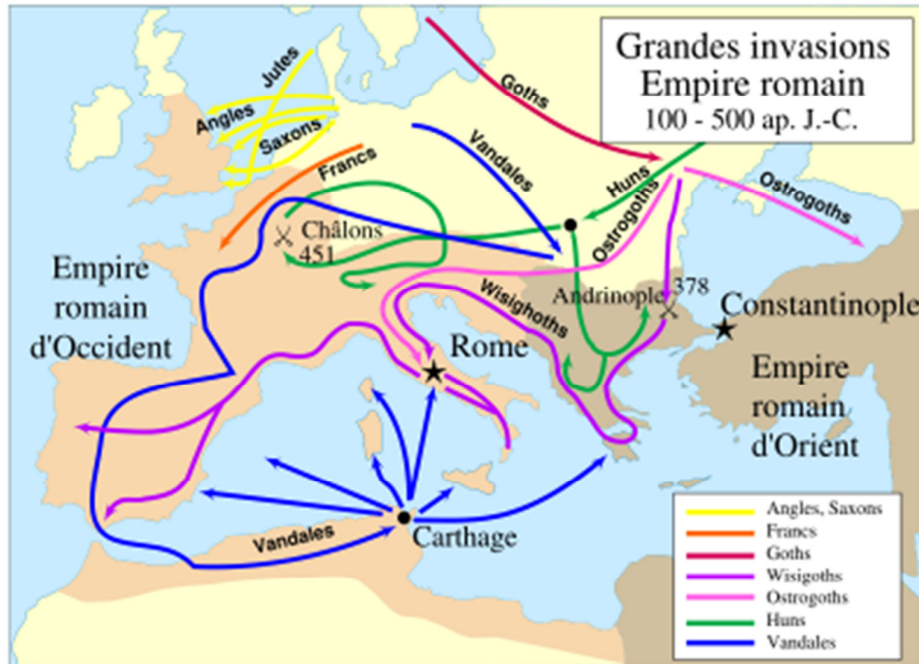 Grandes invasions
Empire romain
100 - 500 ap. J.-C.
Jutes
Angles
Saxons
Francs
Goths
Vandales
Huns
Ostrogoths
Ostrogoths
Châlons
451
Empire
romain
d'Occident
Wisighoths
Andrinople
378
Constantinople
Rome
Empire
romain
d'Orient
Vandales
Carthage
Angles, Saxons
Francs
Goths
Wisigoths
Ostrogoths
Huns
Vandales